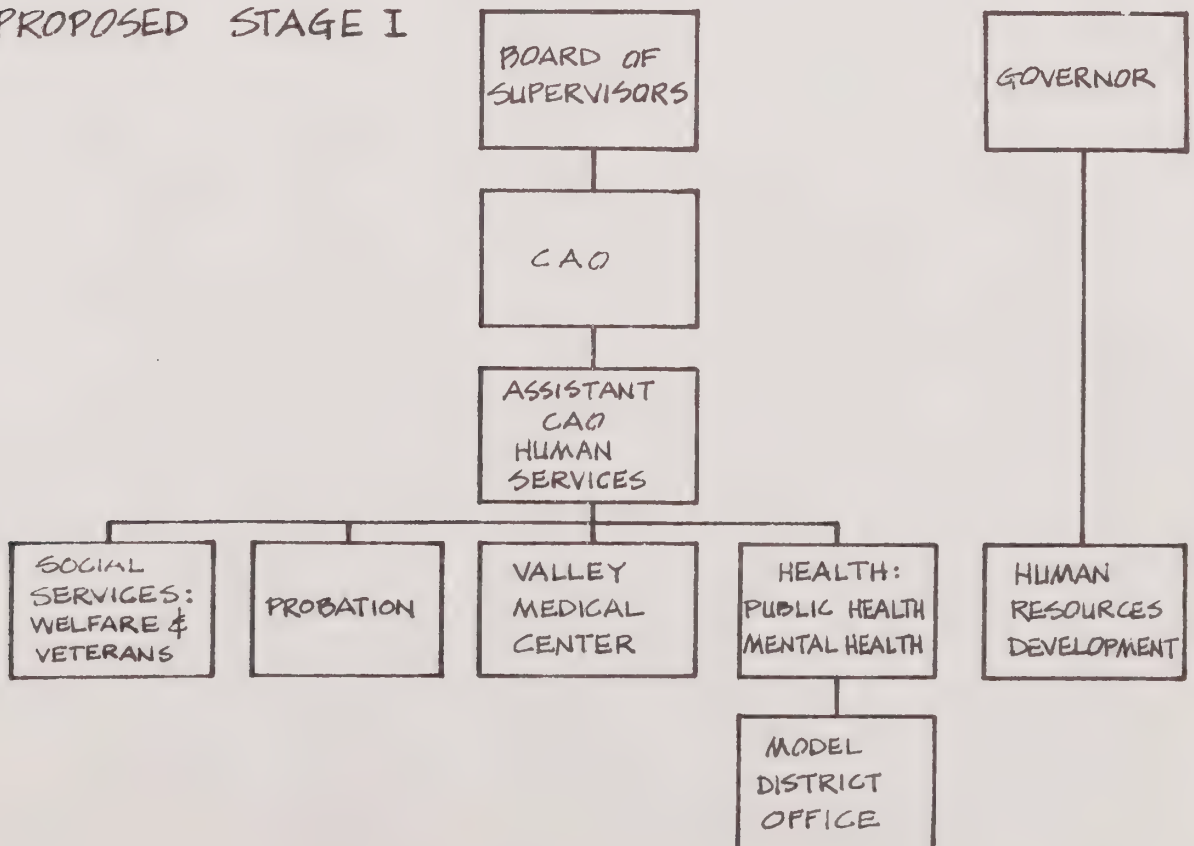 PROPOSED STAGE I
BOARD OF
SUPERVISORS
GOVERNOR
CAO
ASSISTANT
CAO
HUMAN
SERVICES
SOCIAL
SERVICES:
WELFARE &
VETERANS
PROBATION
VALLEY
MEDICAL
CENTER
HEALTH:
PUBLIC HEALTH
MENTAL HEALTH
HUMAN
RESOURCES
DEVELOPMENT
MODEL
DISTRICT
OFFICE